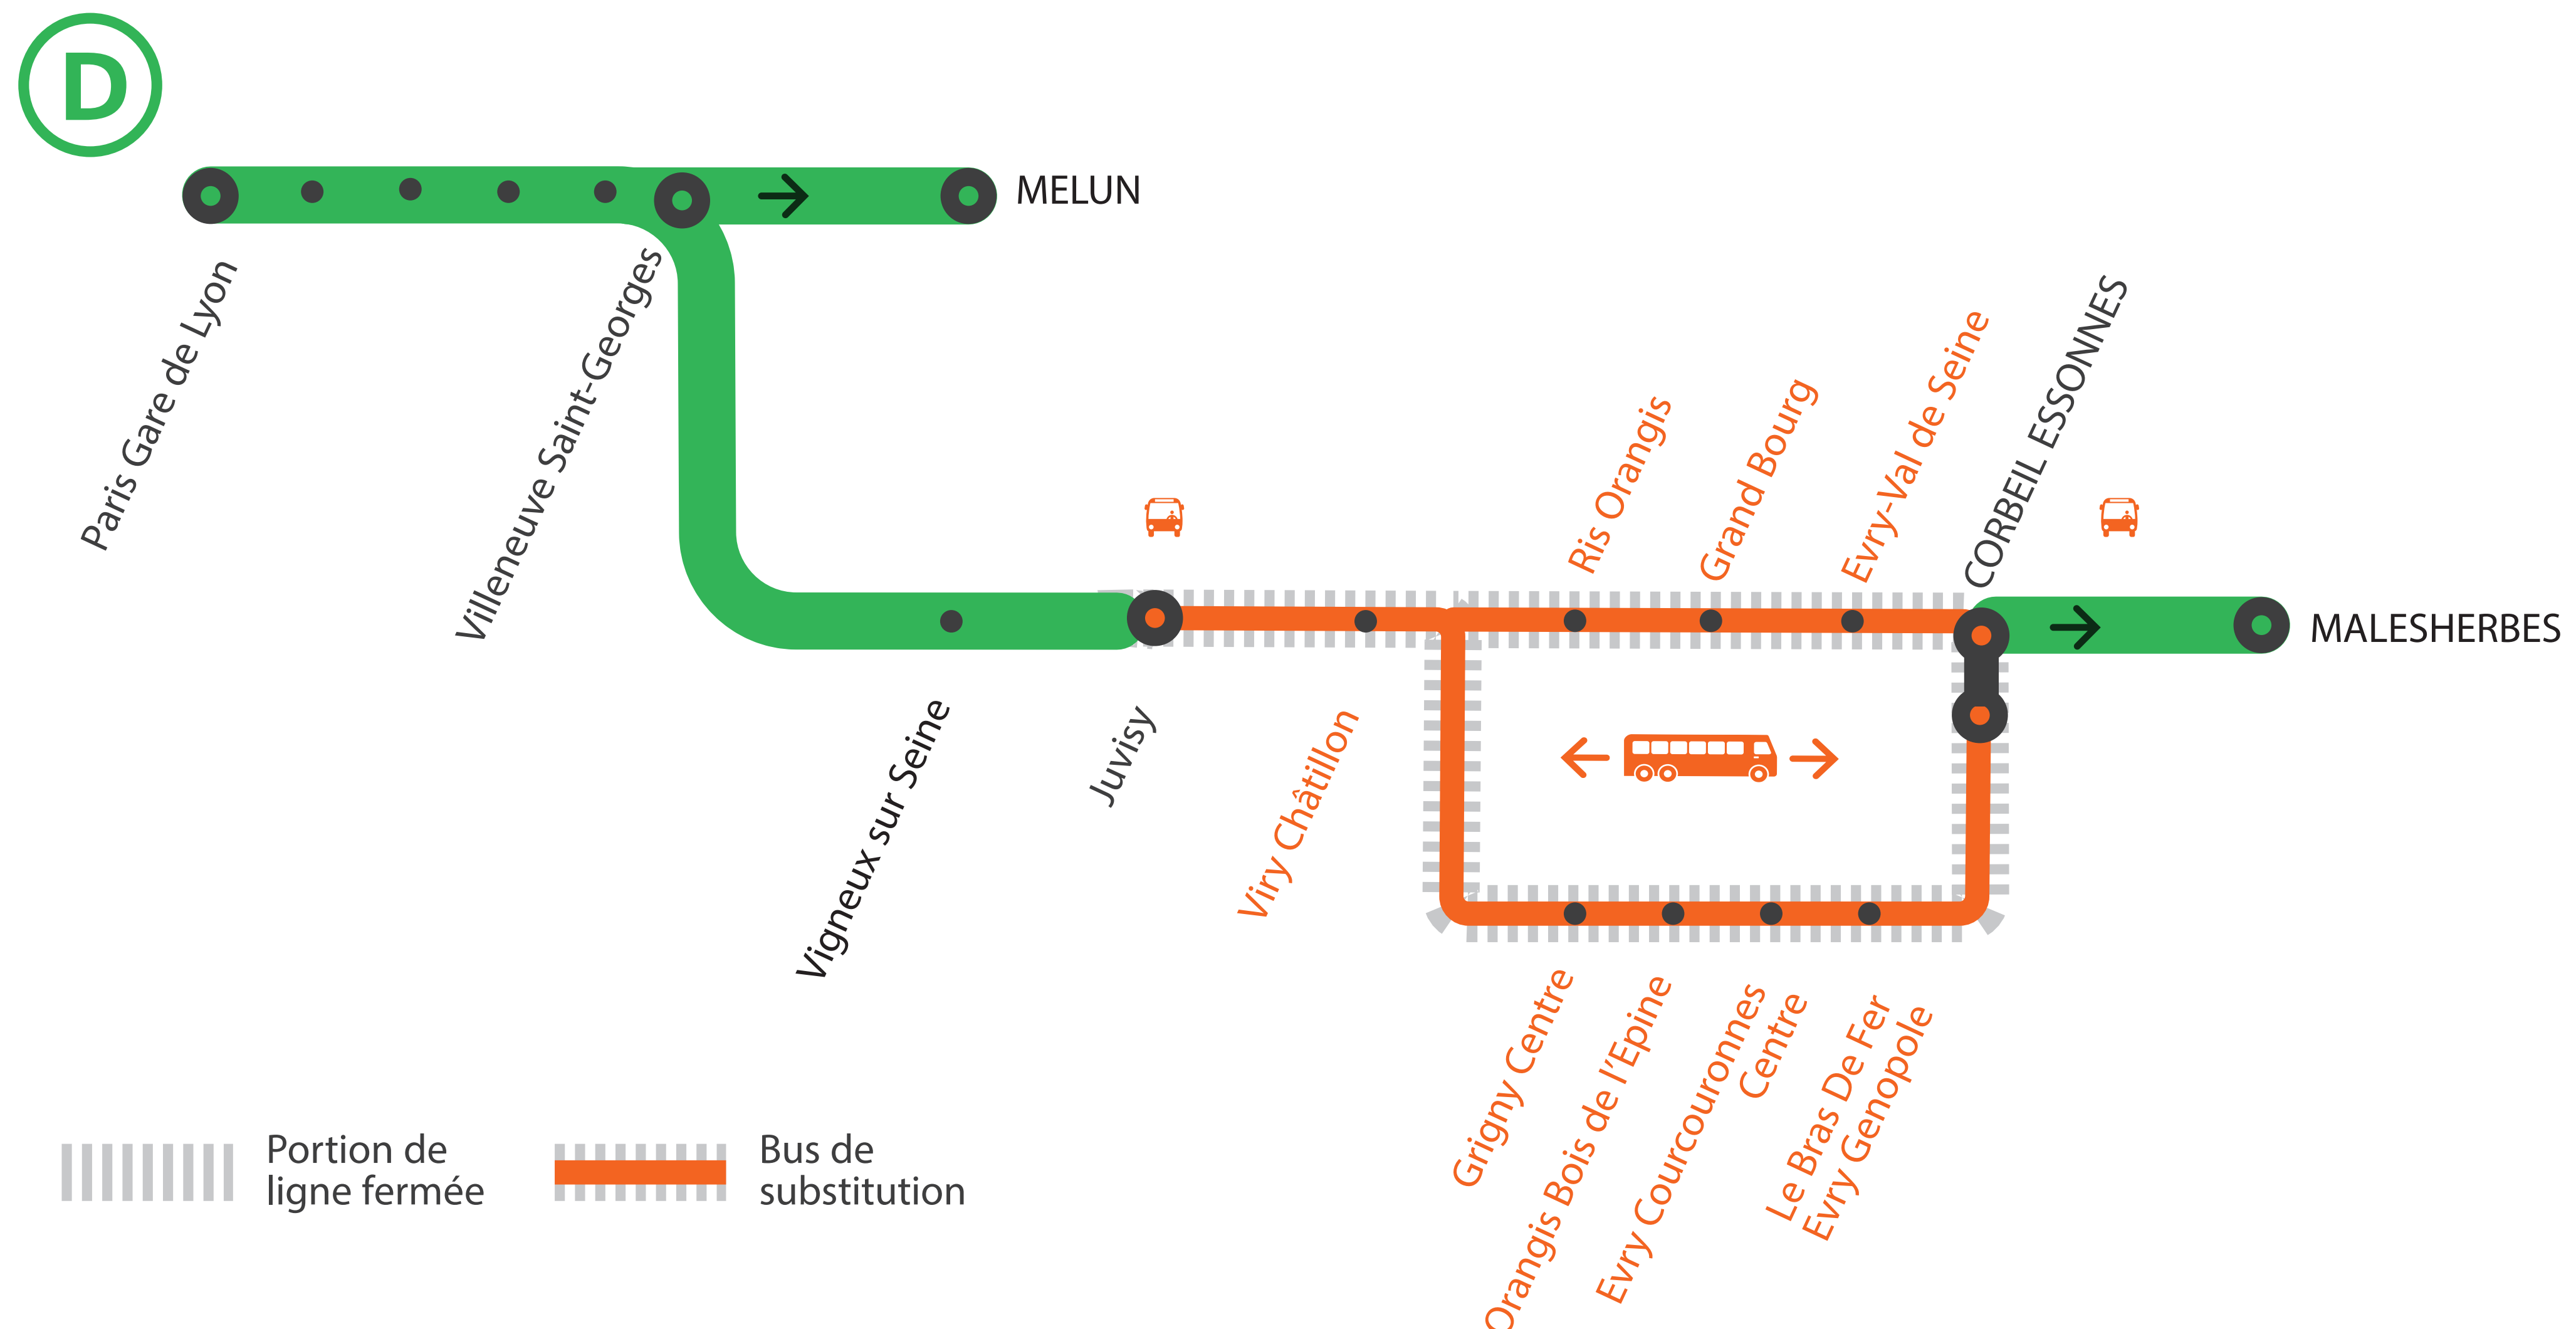 D
MELUN
Paris Gare de Lyon
Villeneuve Saint-Georges
Vigneux sur Seine
Juvisy
Viry Châtillon
Ris Orangis
Grand Bourg
Evry-Val de Seine
CORBEIL ESSONNES
MALESHERBES
Grigny Centre
Orangis Bois de l'Epine
Evry Courcouronnes
Centre
Le Bras De Fer
Evry Genopole
Portion de
ligne fermée
Bus de
substitution